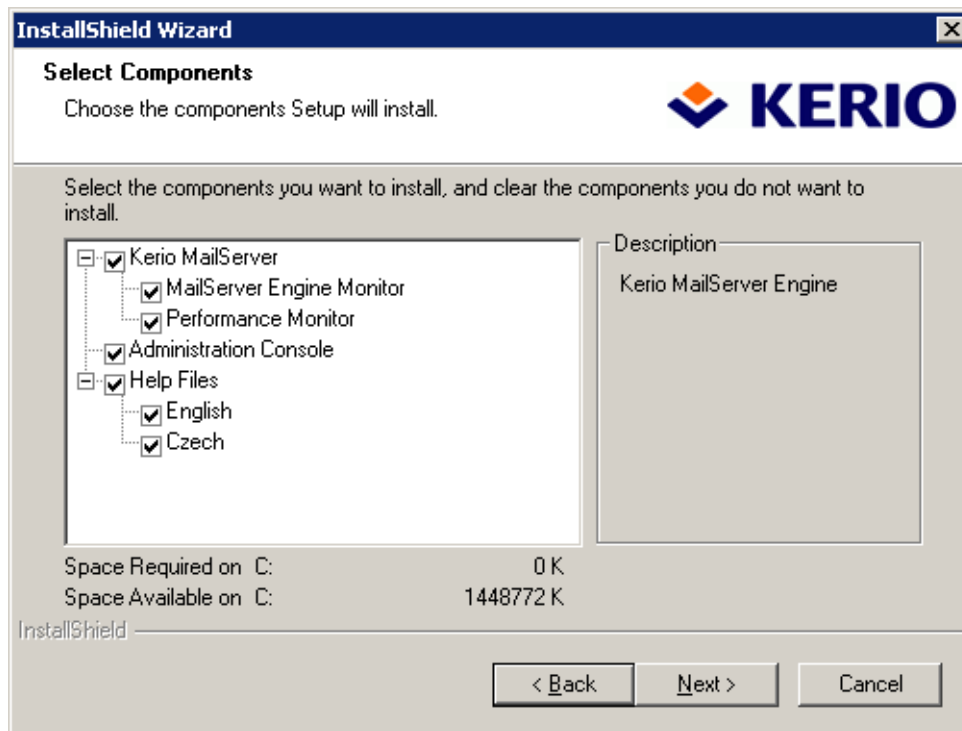 InstallShield Wizard
Select Components
Choose the components Setup will install.
KERIO
Select the components you want to install, and clear the components you do not want to
install.
Kerio MailServer
MailServer Engine Monitor
Performance Monitor
Administration Console
Help Files
English
Czech
Description
Kerio MailServer Engine
Space Required on C: 0 K
Space Available on C: 1448772 K
InstallShield
< Back
Next >
Cancel